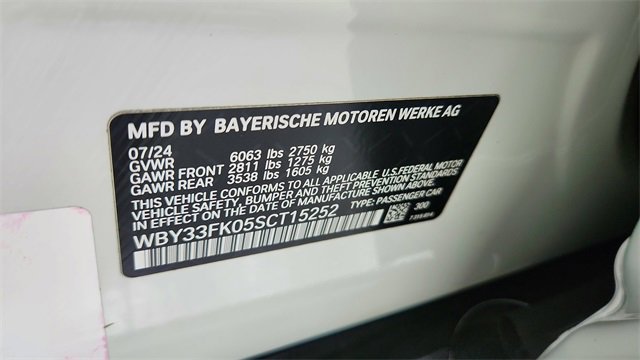 MFD BY BAYERISCHE MOTOREN WERKE AG
07/24
GVWR 6063 lbs 2750 kg
GAWR FRONT 2811 lbs 1275 kg
GAWR REAR 3538 lbs 1605 kg
THIS VEHICLE CONFORMS TO ALL APPLICABLE U.S. FEDERAL MOTOR
VEHICLE SAFETY, BUMPER, AND THEFT PREVENTION STANDARDS
IN EFFECT ON THE DATE OF MANUFACTURE SHOWN ABOVE.
WBY33FK05SCT15252 TYPE: PASSENGER CAR
300